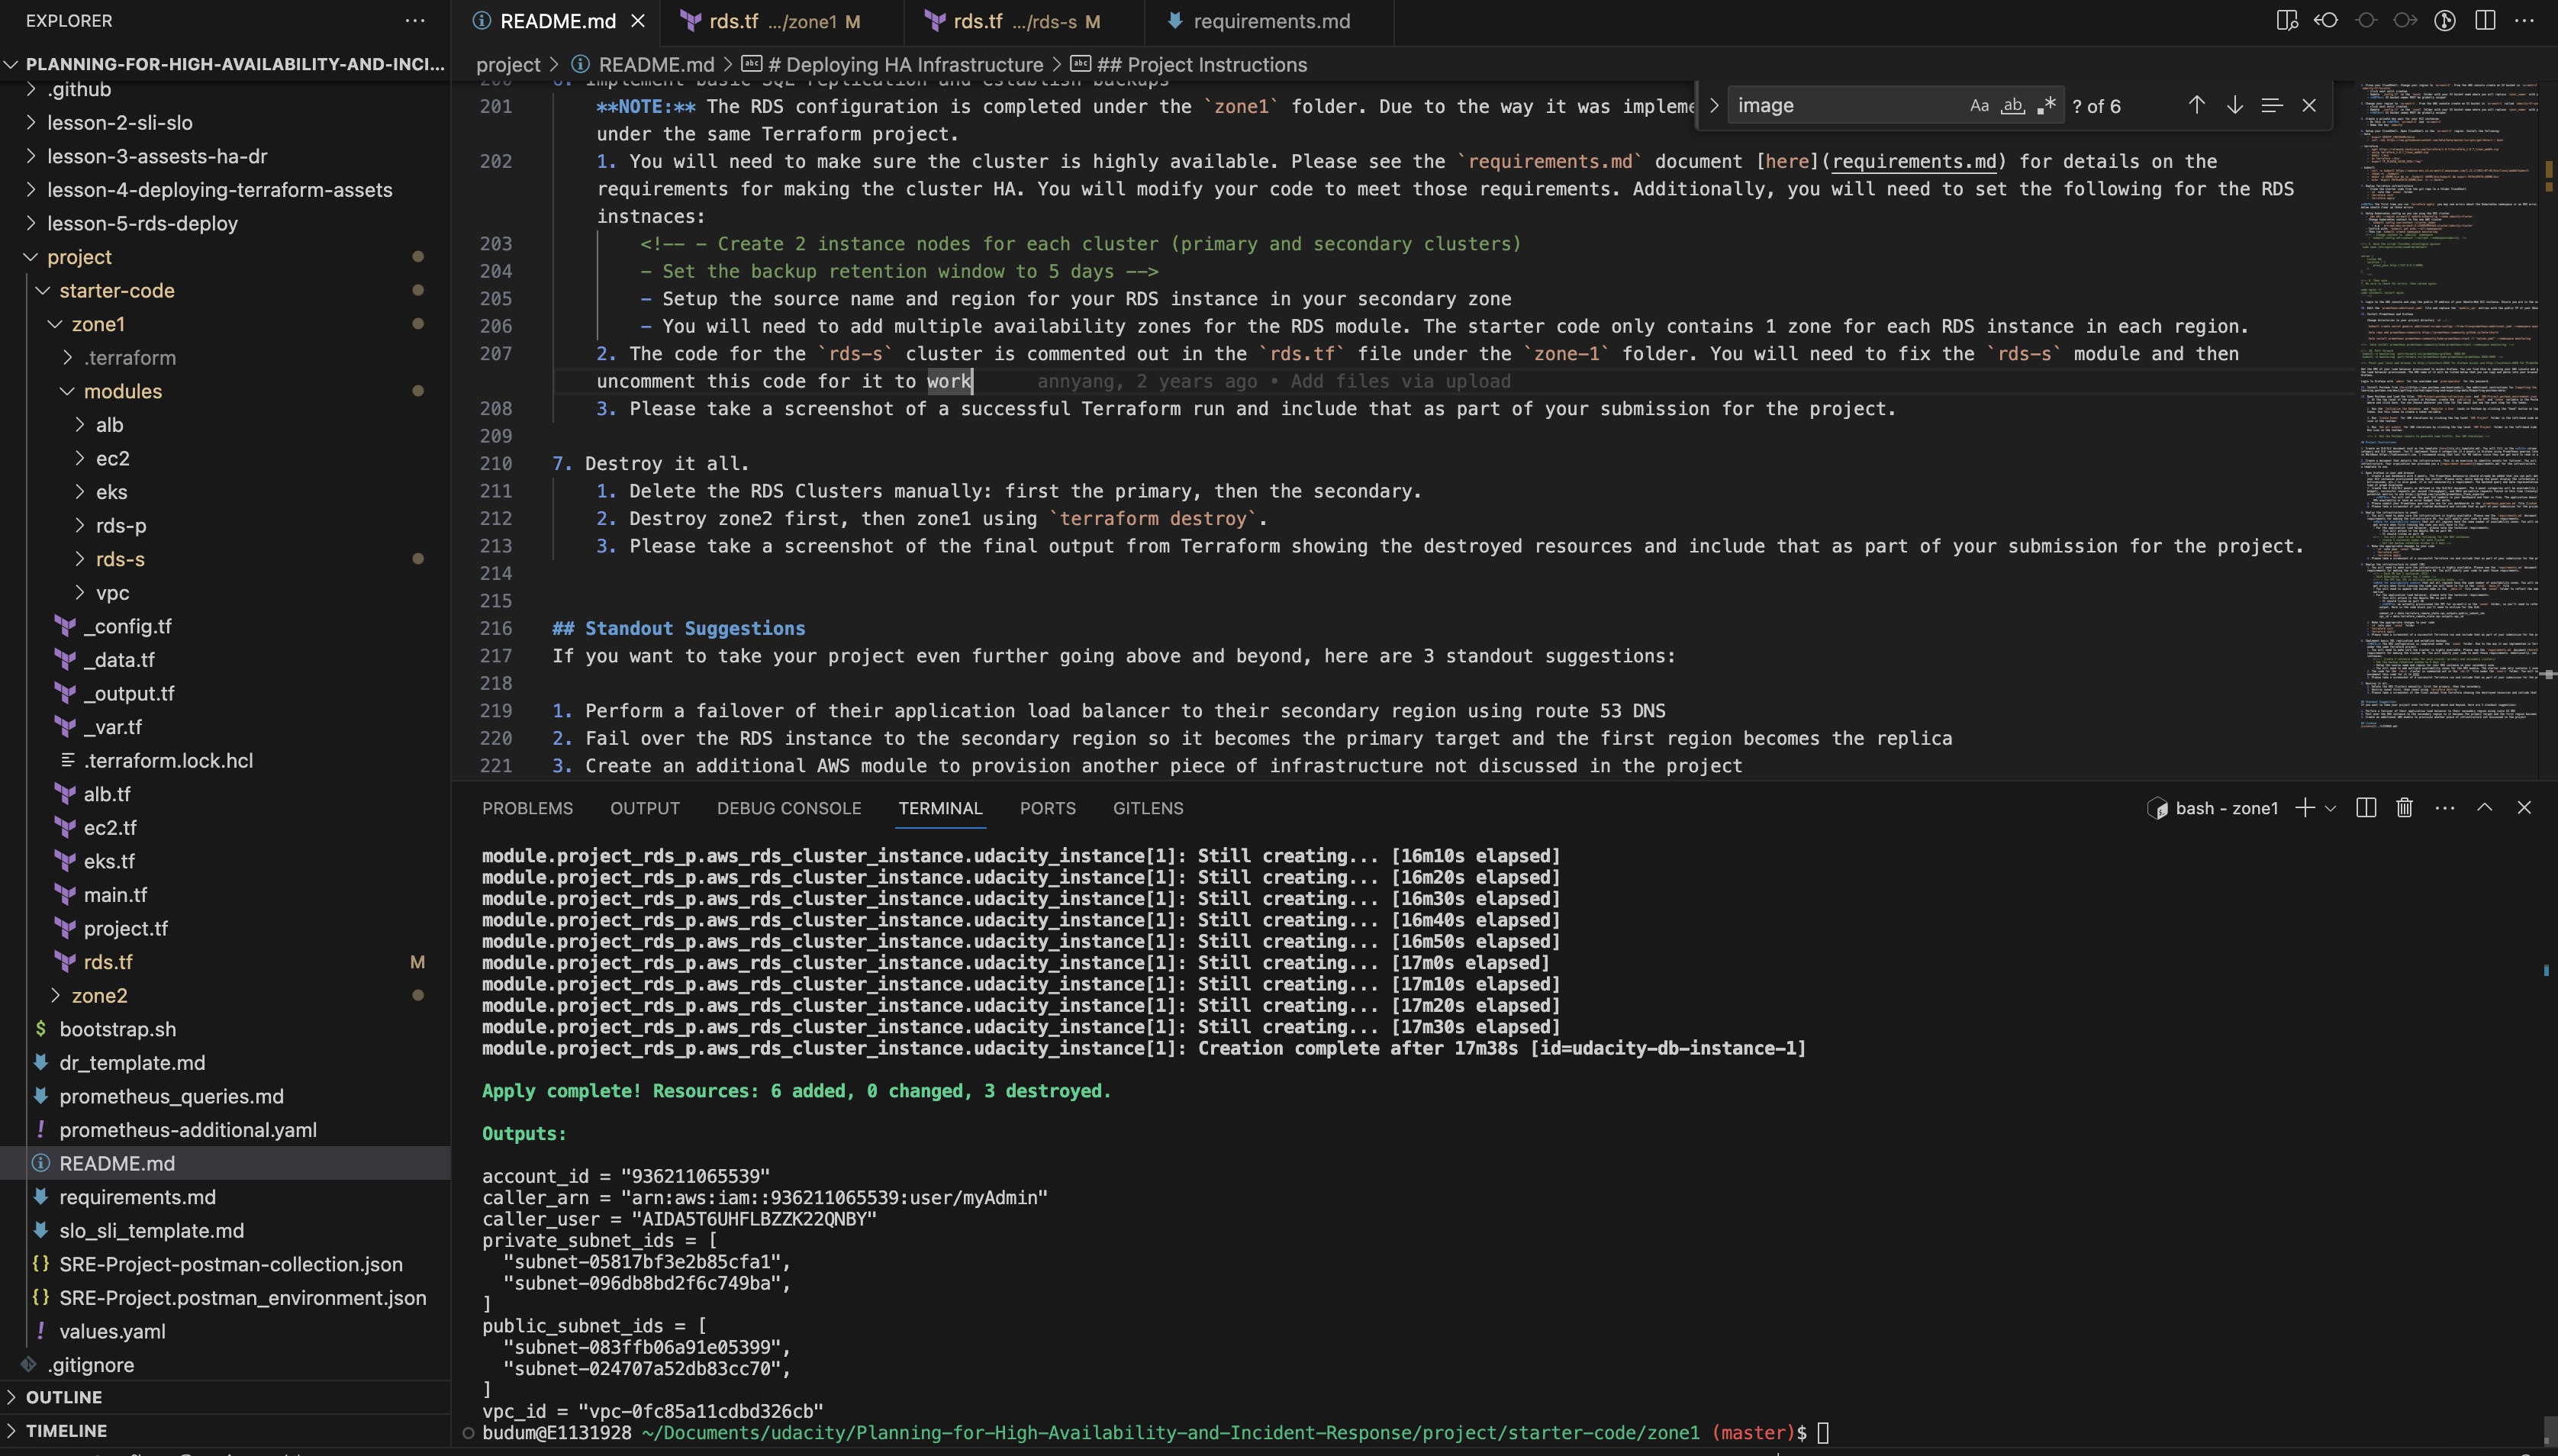 EXPLORER
PLANNING-FOR-HIGH-AVAILABILITY-AND-INCI...
.github
lesson-2-sli-slo
lesson-3-assests-ha-dr
lesson-4-deploying-terraform-assets
lesson-5-rds-deploy
project
starter-code
zone1
.terraform
modules
alb
ec2
eks
rds-p
rds-s
vpc
_config.tf
_data.tf
_output.tf
_var.tf
.terraform.lock.hcl
alb.tf
ec2.tf
eks.tf
main.tf
project.tf
rds.tf M
zone2
bootstrap.sh
dr_template.md
prometheus_queries.md
prometheus-additional.yaml
README.md
requirements.md
slo_sli_template.md
SRE-Project-postman-collection.json
SRE-Project.postman_environment.json
values.yaml
.gitignore
OUTLINE
TIMELINE
README.md
rds.tf .../zone1 M
rds.tf .../rds-s M
requirements.md
project > README.md > # Deploying HA Infrastructure > ## Project Instructions
image Aa ab .* ? of 6
201 **NOTE:** The RDS configuration is completed under the `zone1` folder. Due to the way it was impleme
under the same Terraform project.
202 1. You will need to make sure the cluster is highly available. Please see the `requirements.md` document [here](requirements.md) for details on the
requirements for making the cluster HA. You will modify your code to meet those requirements. Additionally, you will need to set the following for the RDS
instnaces:
203 <!-- - Create 2 instance nodes for each cluster (primary and secondary clusters)
204 - Set the backup retention window to 5 days -->
205 - Setup the source name and region for your RDS instance in your secondary zone
206 - You will need to add multiple availability zones for the RDS module. The starter code only contains 1 zone for each RDS instance in each region.
207 2. The code for the `rds-s` cluster is commented out in the `rds.tf` file under the `zone-1` folder. You will need to fix the `rds-s` module and then
uncomment this code for it to work annyang, 2 years ago • Add files via upload
208 3. Please take a screenshot of a successful Terraform run and include that as part of your submission for the project.
209
210 7. Destroy it all.
211 1. Delete the RDS Clusters manually: first the primary, then the secondary.
212 2. Destroy zone2 first, then zone1 using `terraform destroy`.
213 3. Please take a screenshot of the final output from Terraform showing the destroyed resources and include that as part of your submission for the project.
214
215
216 ## Standout Suggestions
217 If you want to take your project even further going above and beyond, here are 3 standout suggestions:
218
219 1. Perform a failover of their application load balancer to their secondary region using route 53 DNS
220 2. Fail over the RDS instance to the secondary region so it becomes the primary target and the first region becomes the replica
221 3. Create an additional AWS module to provision another piece of infrastructure not discussed in the project
PROBLEMS OUTPUT DEBUG CONSOLE TERMINAL PORTS GITLENS
bash - zone1
module.project_rds_p.aws_rds_cluster_instance.udacity_instance[1]: Still creating... [16m10s elapsed]
module.project_rds_p.aws_rds_cluster_instance.udacity_instance[1]: Still creating... [16m20s elapsed]
module.project_rds_p.aws_rds_cluster_instance.udacity_instance[1]: Still creating... [16m30s elapsed]
module.project_rds_p.aws_rds_cluster_instance.udacity_instance[1]: Still creating... [16m40s elapsed]
module.project_rds_p.aws_rds_cluster_instance.udacity_instance[1]: Still creating... [16m50s elapsed]
module.project_rds_p.aws_rds_cluster_instance.udacity_instance[1]: Still creating... [17m0s elapsed]
module.project_rds_p.aws_rds_cluster_instance.udacity_instance[1]: Still creating... [17m10s elapsed]
module.project_rds_p.aws_rds_cluster_instance.udacity_instance[1]: Still creating... [17m20s elapsed]
module.project_rds_p.aws_rds_cluster_instance.udacity_instance[1]: Still creating... [17m30s elapsed]
module.project_rds_p.aws_rds_cluster_instance.udacity_instance[1]: Creation complete after 17m38s [id=udacity-db-instance-1]
Apply complete! Resources: 6 added, 0 changed, 3 destroyed.
Outputs:
account_id = "936211065539"
caller_arn = "arn:aws:iam::936211065539:user/myAdmin"
caller_user = "AIDA5T6UHFLBZZK22QNBY"
private_subnet_ids = [
"subnet-05817bf3e2b85cfa1",
"subnet-096db8bd2f6c749ba",
]
public_subnet_ids = [
"subnet-083ffb06a91e05399",
"subnet-024707a52db83cc70",
]
vpc_id = "vpc-0fc85a11cdbd326cb"
budum@E1131928 ~/Documents/udacity/Planning-for-High-Availability-and-Incident-Response/project/starter-code/zone1 (master)$